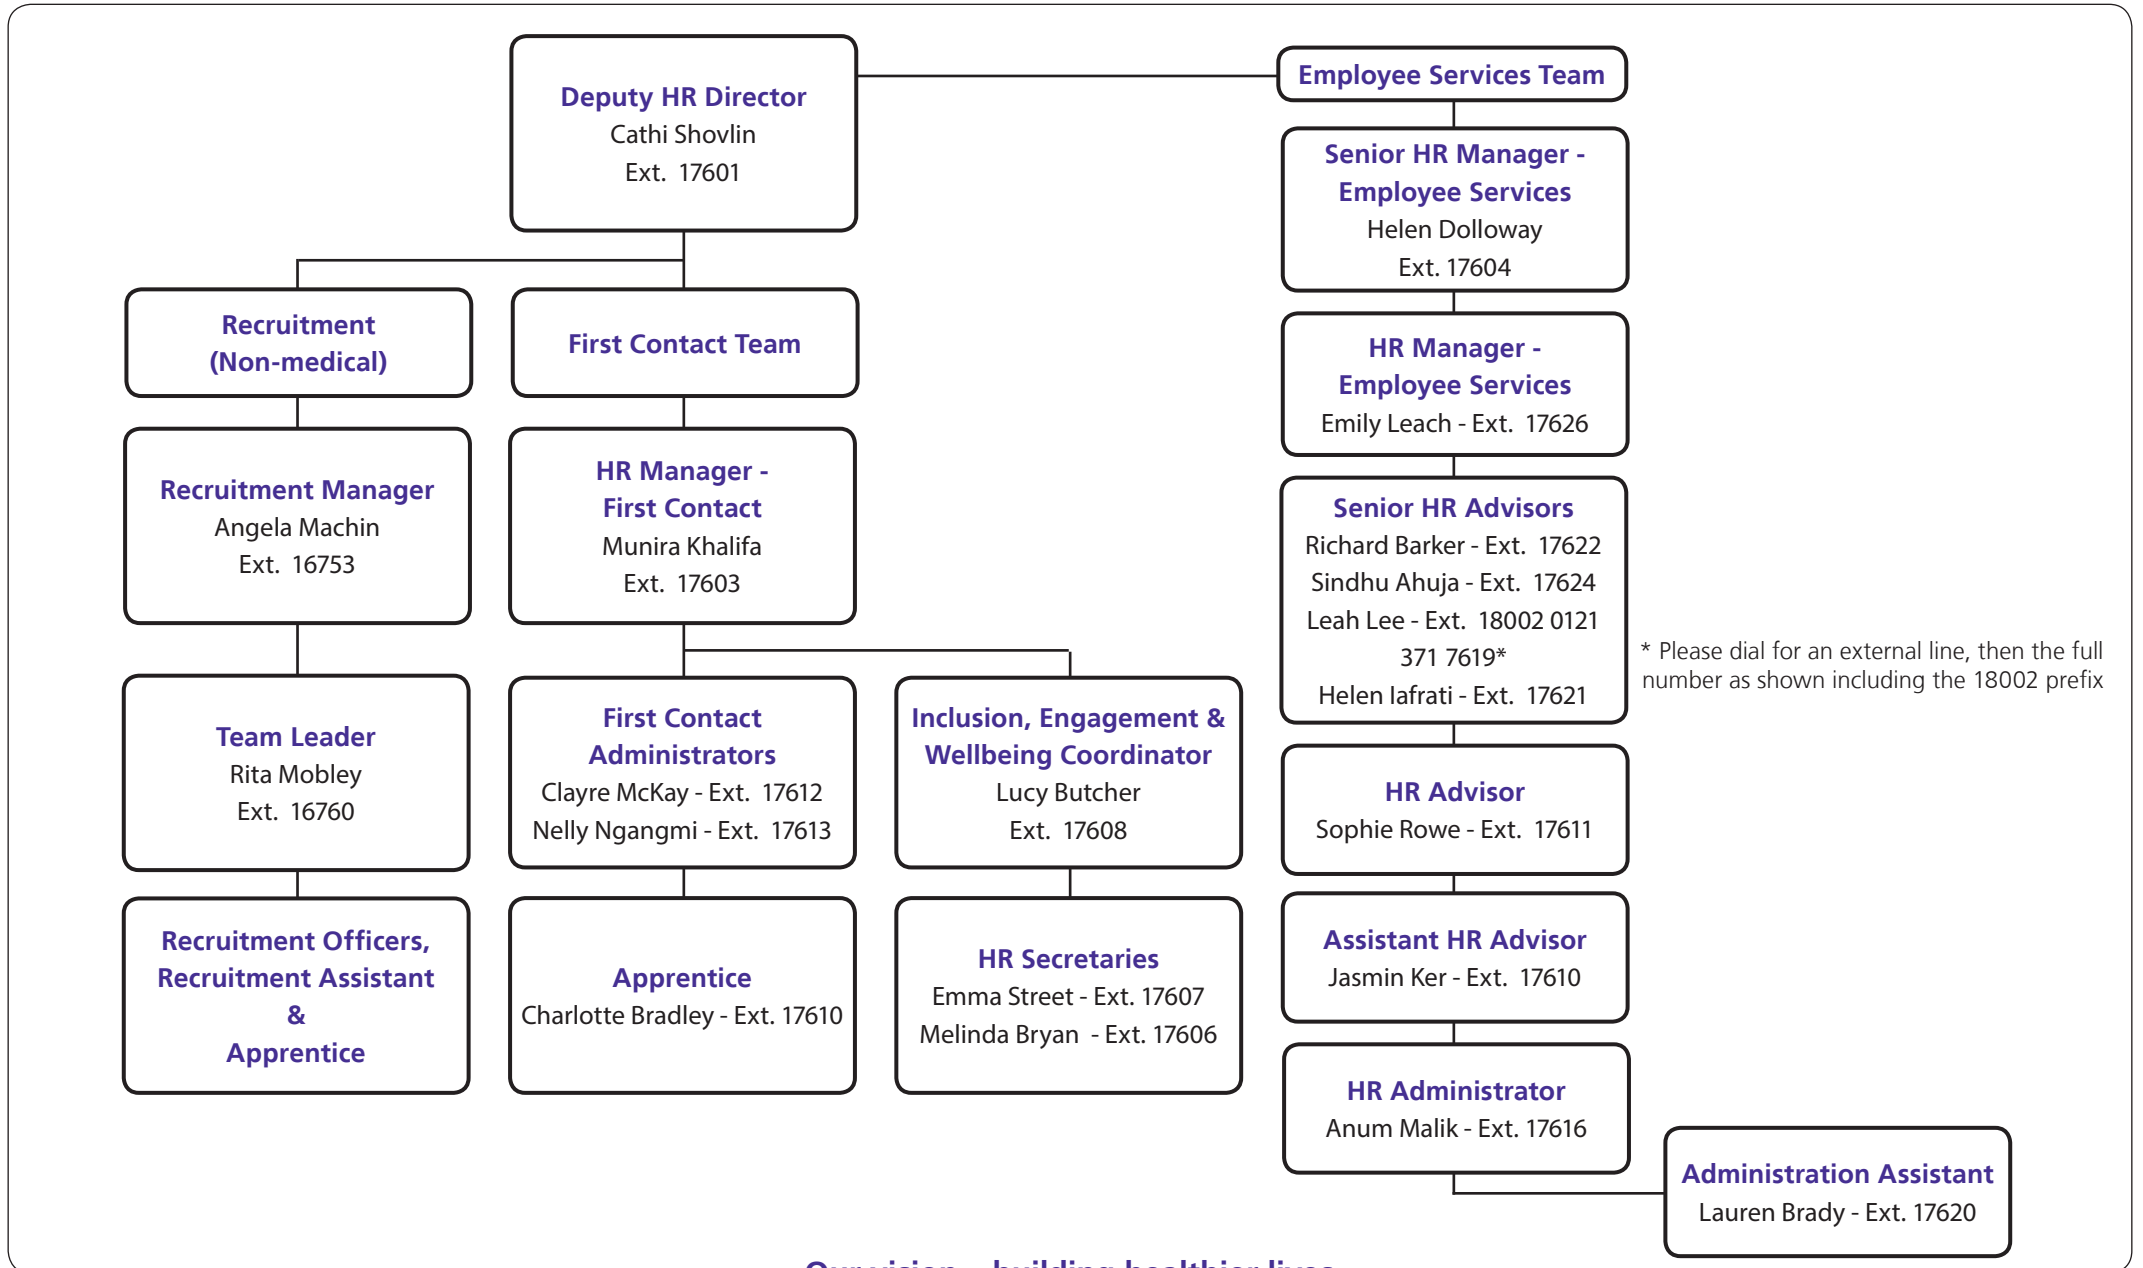 Deputy HR Director
Cathi Shovlin
Ext. 17601
Employee Services Team
Senior HR Manager -
Employee Services
Helen Dolloway
Ext. 17604
Recruitment
(Non-medical)
First Contact Team
HR Manager -
Employee Services
Emily Leach - Ext. 17626
Recruitment Manager
Angela Machin
Ext. 16753
HR Manager -
First Contact
Munira Khalifa
Ext. 17603
Senior HR Advisors
Richard Barker - Ext. 17622
Sindhu Ahuja - Ext. 17624
Leah Lee - Ext. 18002 0121
371 7619*
Helen Iafrati - Ext. 17621
* Please dial for an external line, then the full
number as shown including the 18002 prefix
Team Leader
Rita Mobley
Ext. 16760
First Contact
Administrators
Clayre McKay - Ext. 17612
Nelly Ngangmi - Ext. 17613
Inclusion, Engagement &
Wellbeing Coordinator
Lucy Butcher
Ext. 17608
HR Advisor
Sophie Rowe - Ext. 17611
Recruitment Officers,
Recruitment Assistant
&
Apprentice
Apprentice
Charlotte Bradley - Ext. 17610
HR Secretaries
Emma Street - Ext. 17607
Melinda Bryan - Ext. 17606
Assistant HR Advisor
Jasmin Ker - Ext. 17610
HR Administrator
Anum Malik - Ext. 17616
Administration Assistant
Lauren Brady - Ext. 17620
Our vision - building healthier lives